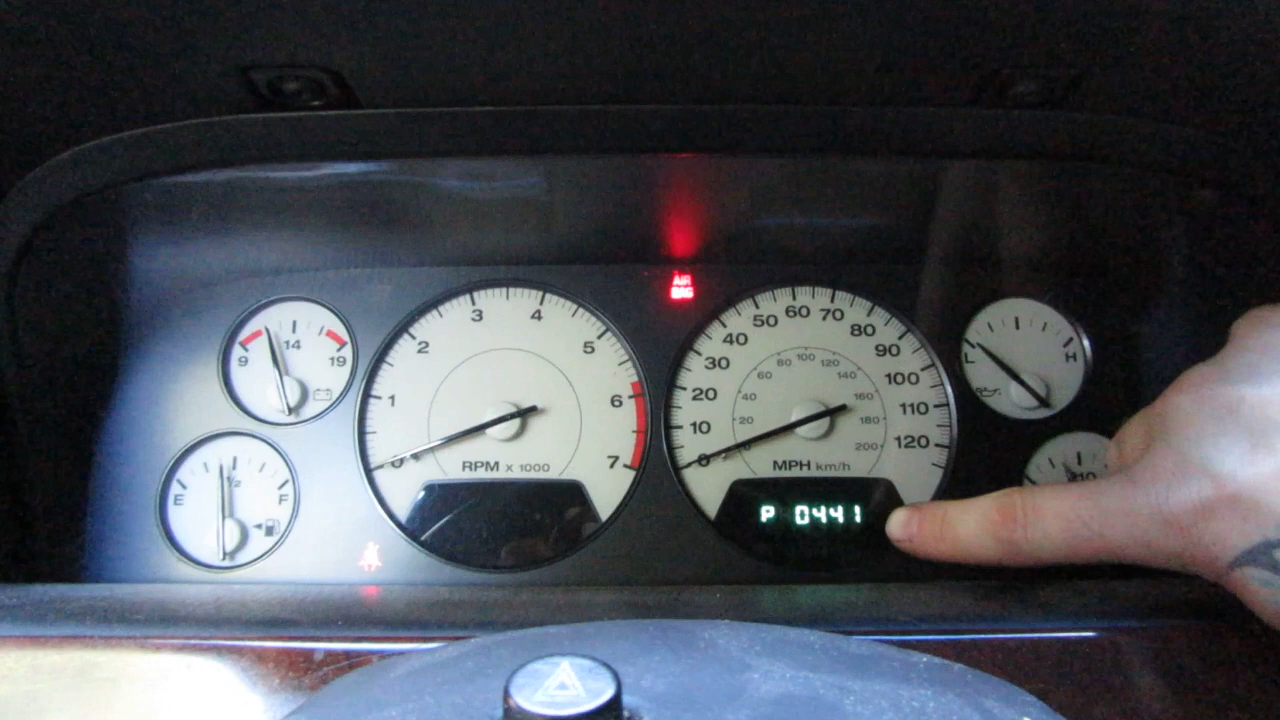 AIR
BAG
9 14 19
E 1/2 F
0 1 2 3 4 5 6 7
RPM X 1000
0 10 20 30 40 50 60 70 80 90 100 110 120
20 40 60 80 100 120 140 160 180 200
MPH km/h
P 0441
L H
210